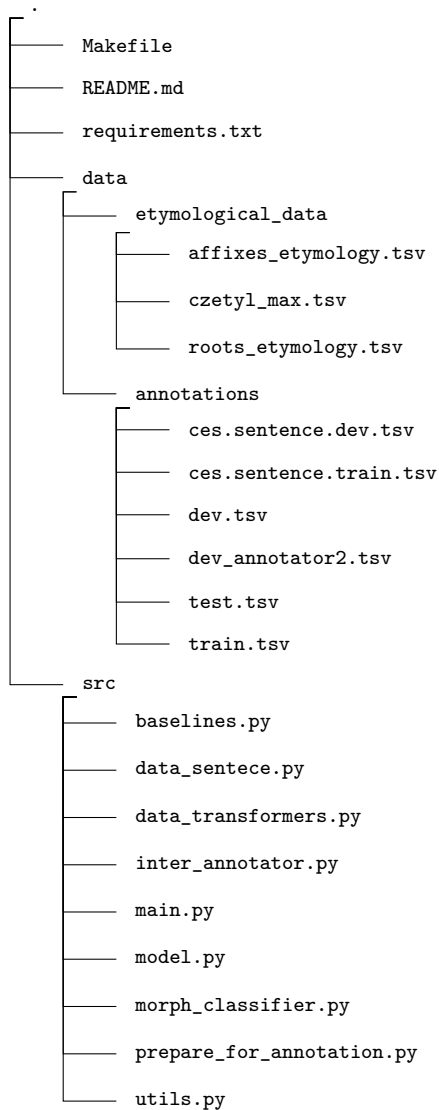 .
Makefile
README.md
requirements.txt
data
etymological_data
affixes_etymology.tsv
czetyl_max.tsv
roots_etymology.tsv
annotations
ces.sentence.dev.tsv
ces.sentence.train.tsv
dev.tsv
dev_annotator2.tsv
test.tsv
train.tsv
src
baselines.py
data_sentece.py
data_transformers.py
inter_annotator.py
main.py
model.py
morph_classifier.py
prepare_for_annotation.py
utils.py